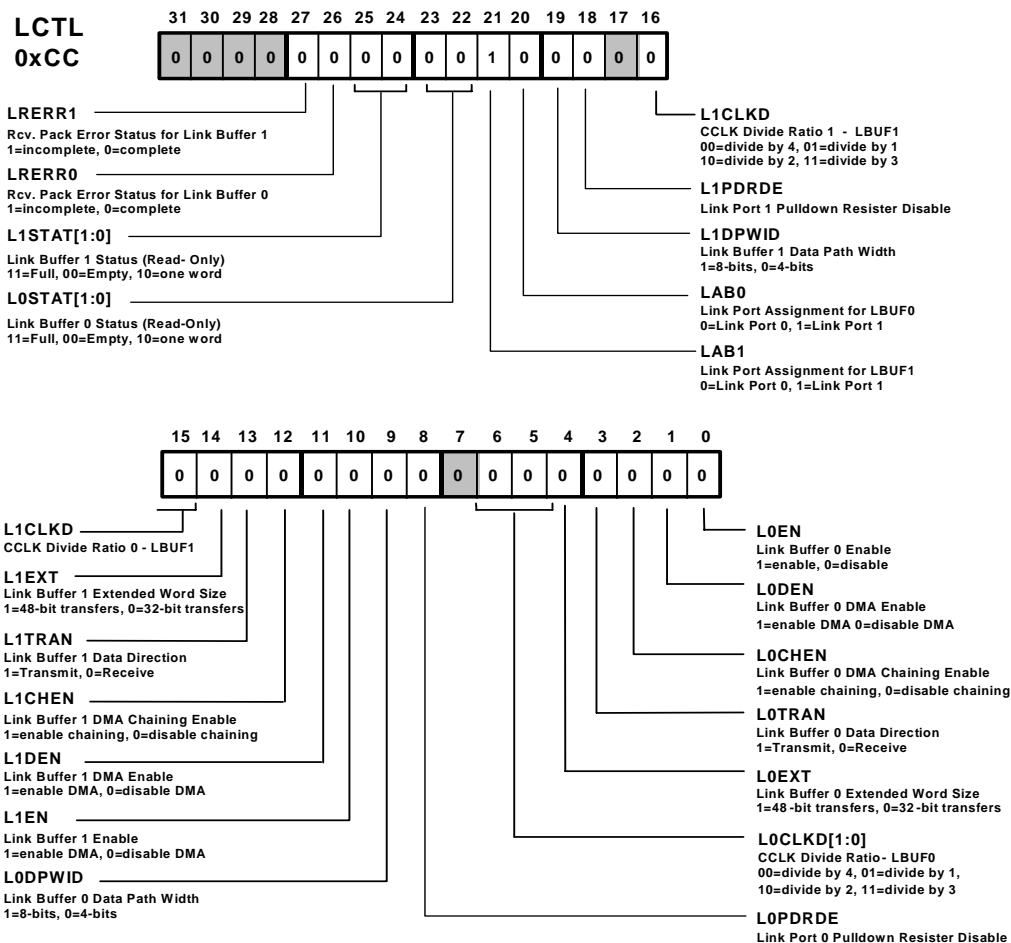 LCTL
0xCC
31 30 29 28 27 26 25 24 23 22 21 20 19 18 17 16
0 0 0 0 0 0 0 0 0 0 1 0 0 0 0 0
LRERR1
Rcv. Pack Error Status for Link Buffer 1
1=incomplete, 0=complete
LRERR0
Rcv. Pack Error Status for Link Buffer 0
1=incomplete, 0=complete
L1STAT[1:0]
Link Buffer 1 Status (Read- Only)
11=Full, 00=Empty, 10=one word
L0STAT[1:0]
Link Buffer 0 Status (Read-Only)
11=Full, 00=Empty, 10=one word
L1CLKD
CCLK Divide Ratio 1 - LBUF1
00=divide by 4, 01=divide by 1
10=divide by 2, 11=divide by 3
L1PDRDE
Link Port 1 Pulldown Resister Disable
L1DPWID
Link Buffer 1 Data Path Width
1=8-bits, 0=4-bits
LAB0
Link Port Assignment for LBUF0
0=Link Port 0, 1=Link Port 1
LAB1
Link Port Assignment for LBUF1
0=Link Port 0, 1=Link Port 1
15 14 13 12 11 10 9 8 7 6 5 4 3 2 1 0
0 0 0 0 0 0 0 0 0 0 0 0 0 0 0 0
L1CLKD
CCLK Divide Ratio 0 - LBUF1
L1EXT
Link Buffer 1 Extended Word Size
1=48-bit transfers, 0=32-bit transfers
L1TRAN
Link Buffer 1 Data Direction
1=Transmit, 0=Receive
L1CHEN
Link Buffer 1 DMA Chaining Enable
1=enable chaining, 0=disable chaining
L1DEN
Link Buffer 1 DMA Enable
1=enable DMA, 0=disable DMA
L1EN
Link Buffer 1 Enable
1=enable DMA, 0=disable DMA
L0DPWID
Link Buffer 0 Data Path Width
1=8-bits, 0=4-bits
L0EN
Link Buffer 0 Enable
1=enable, 0=disable
L0DEN
Link Buffer 0 DMA Enable
1=enable DMA 0=disable DMA
L0CHEN
Link Buffer 0 DMA Chaining Enable
1=enable chaining, 0=disable chaining
L0TRAN
Link Buffer 0 Data Direction
1=Transmit, 0=Receive
L0EXT
Link Buffer 0 Extended Word Size
1=48-bit transfers, 0=32-bit transfers
L0CLKD[1:0]
CCLK Divide Ratio- LBUF0
00=divide by 4, 01=divide by 1,
10=divide by 2, 11=divide by 3
L0PDRDE
Link Port 0 Pulldown Resister Disable